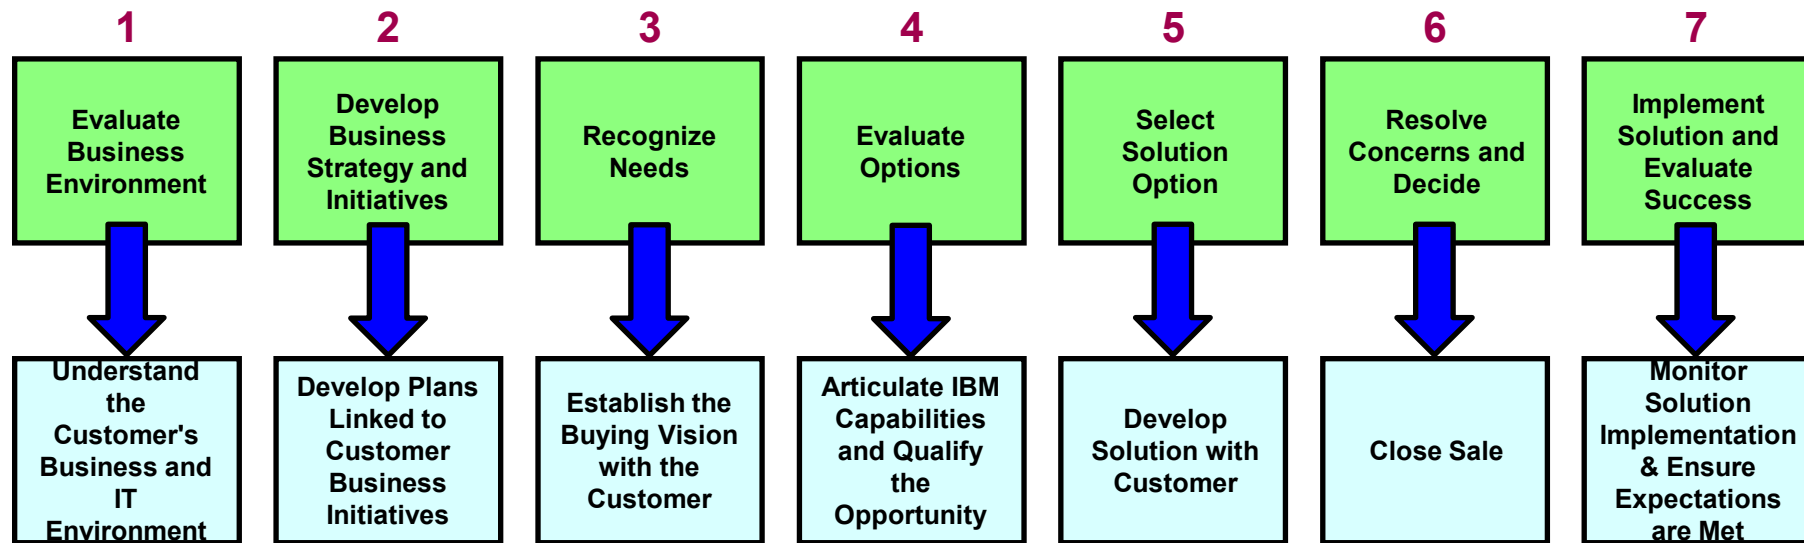 1
2
3
4
5
6
7
Evaluate
Business
Environment
Develop
Business
Strategy and
Initiatives
Recognize
Needs
Evaluate
Options
Select
Solution
Option
Resolve
Concerns and
Decide
Implement
Solution and
Evaluate
Success
Understand
the
Customer's
Business and
IT
Environment
Develop Plans
Linked to
Customer
Business
Initiatives
Establish the
Buying Vision
with the
Customer
Articulate IBM
Capabilities
and Qualify
the
Opportunity
Develop
Solution with
Customer
Close Sale
Monitor
Solution
Implementation
& Ensure
Expectations
are Met